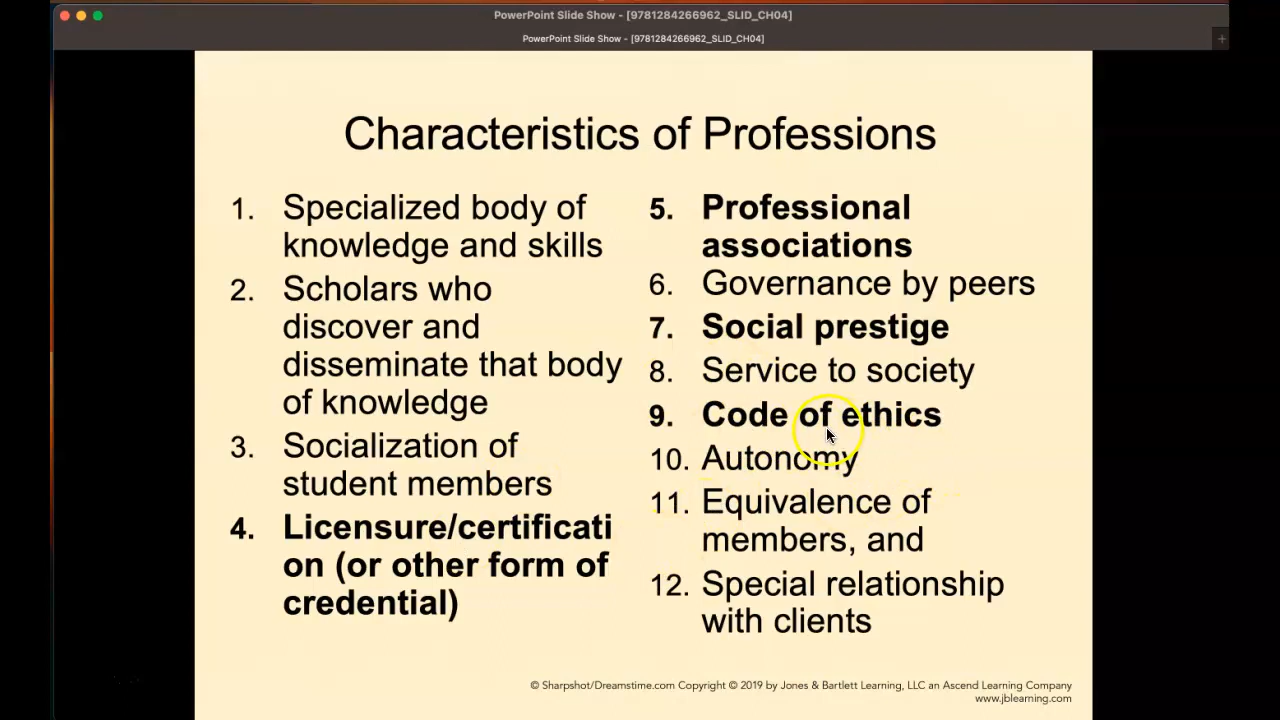 PowerPoint Slide Show - [9781284266962_SLID_CH04]
PowerPoint Slide Show - [9781284266962_SLID_CH04]
Characteristics of Professions
1. Specialized body of
knowledge and skills
2. Scholars who
discover and
disseminate that body
of knowledge
3. Socialization of
student members
4. Licensure/certificati
on (or other form of
credential)
5. Professional
associations
6. Governance by peers
7. Social prestige
8. Service to society
9. Code of ethics
10. Autonomy
11. Equivalence of
members, and
12. Special relationship
with clients
© Sharpshot/Dreamstime.com Copyright © 2019 by Jones & Bartlett Learning, LLC an Ascend Learning Company
www.jblearning.com